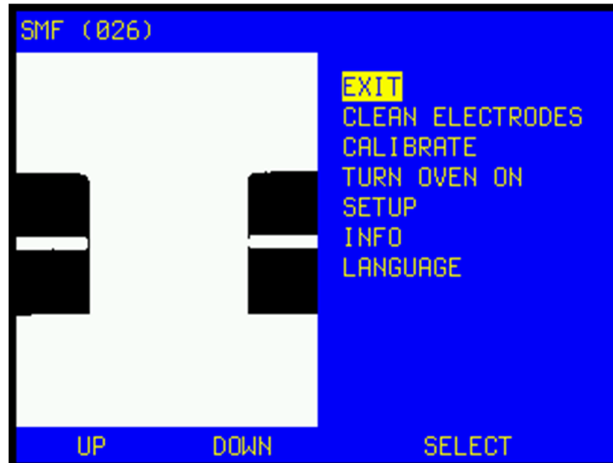 SMF (026)
EXIT
CLEAN ELECTRODES
CALIBRATE
TURN OVEN ON
SETUP
INFO
LANGUAGE
UP DOWN SELECT